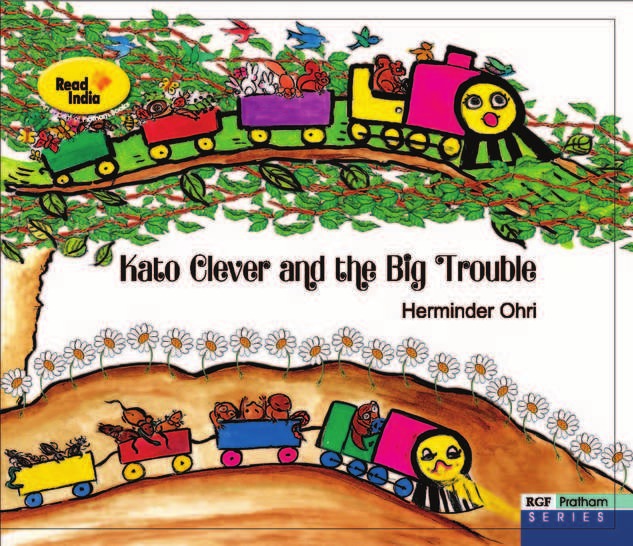 Read
India
Kato Clever and the Big Trouble
Herminder Ohri
RGF Pratham
SERIES